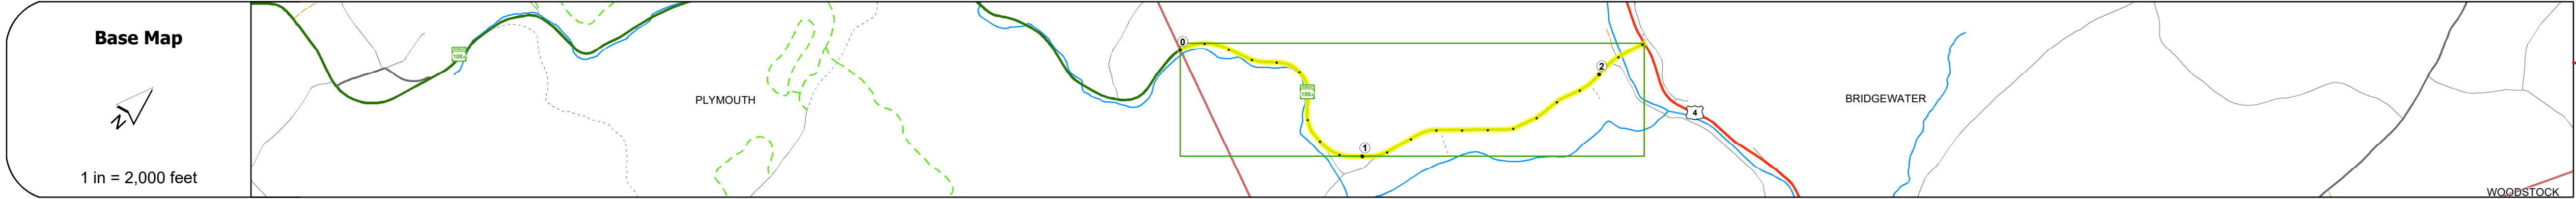 Base Map
N
1 in = 2,000 feet
100A
PLYMOUTH
0
100A
1
2
4
BRIDGEWATER
WOODSTOCK